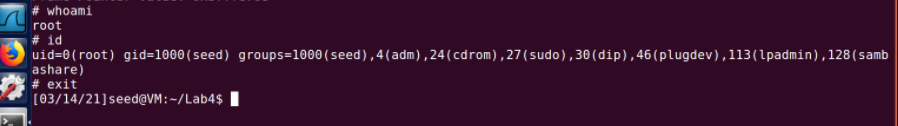 # whoami
root
# id
uid=0(root) gid=1000(seed) groups=1000(seed),4(adm),24(cdrom),27(sudo),30(dip),46(plugdev),113(lpadmin),128(samb
ashare)
# exit
[03/14/21]seed@VM:~/Lab4$